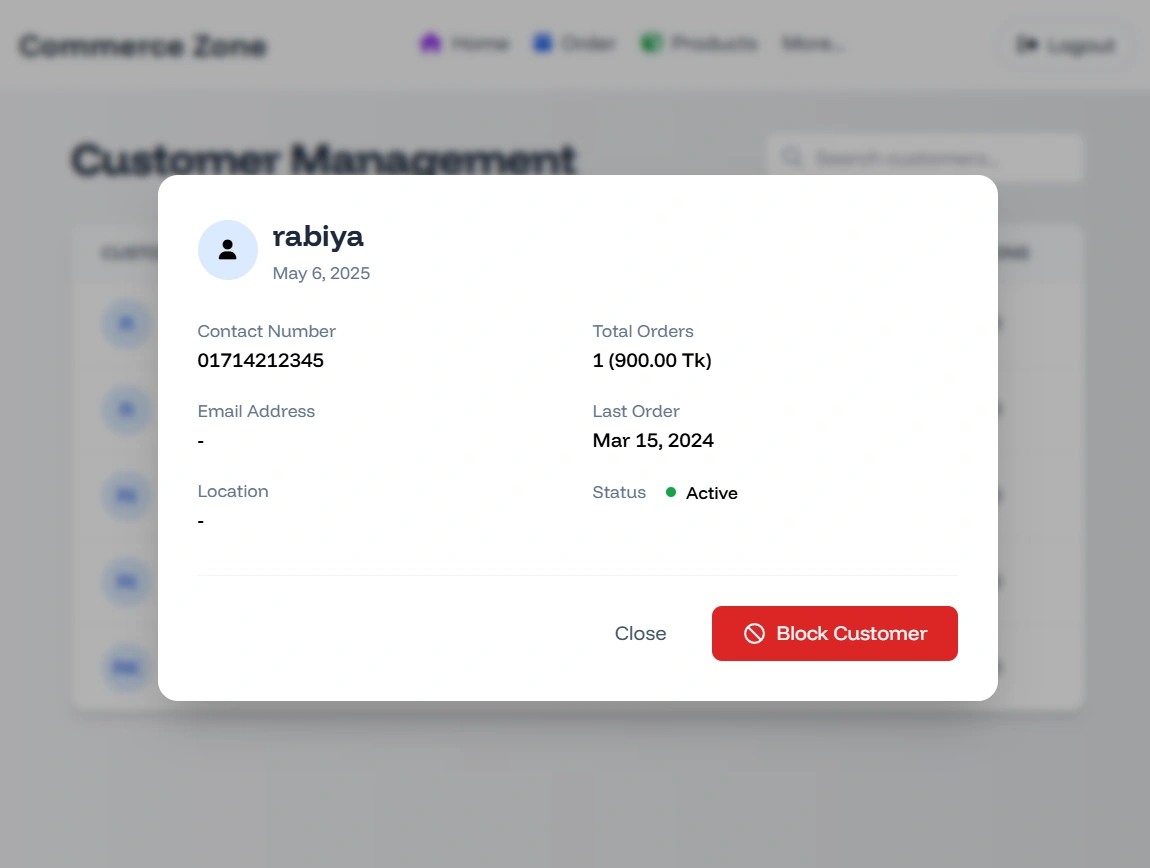 Commerce Zone
Home
Order
Products
More...
Logout
Customer Management
Search customers...
rabiya
May 6, 2025
Contact Number
01714212345
Total Orders
1 (900.00 Tk)
Email Address
-
Last Order
Mar 15, 2024
Location
-
Status
Active
Close
Block Customer